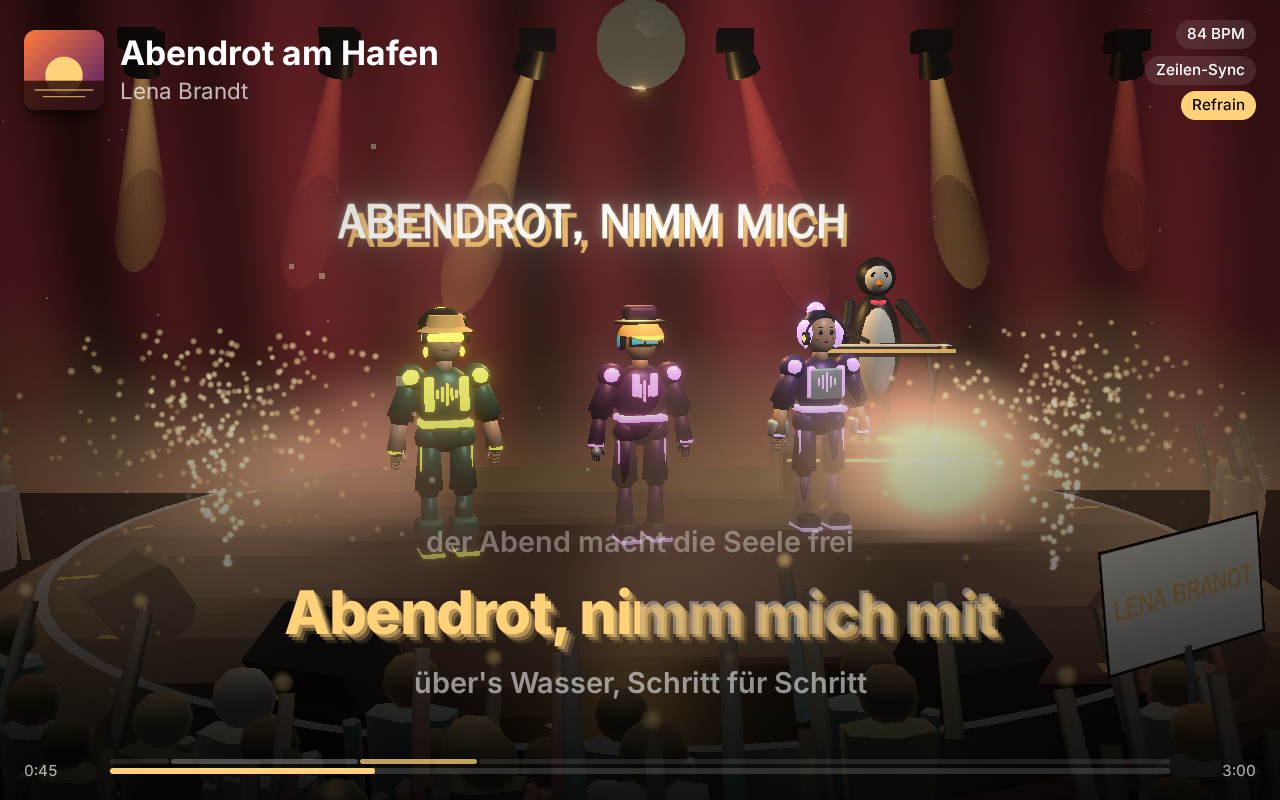 Abendrot am Hafen
Lena Brandt
84 BPM
Zeilen-Sync
Refrain
ABENDROT, NIMM MICH
der Abend macht die Seele frei
Abendrot, nimm mich mit
über's Wasser, Schritt für Schritt
LENA BRANDT
0:45
3:00